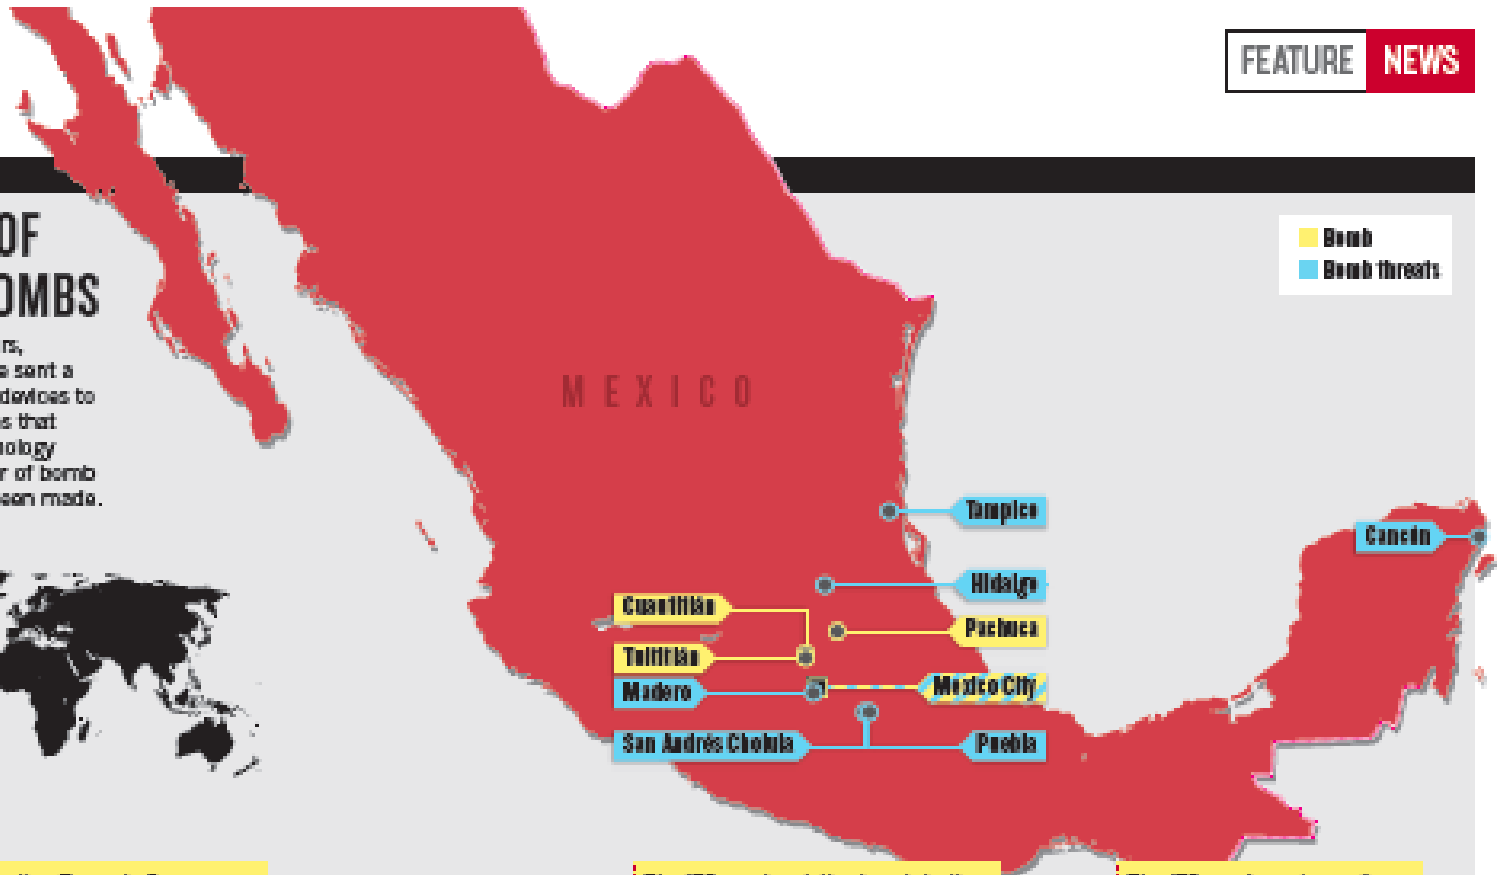 FEATURE NEWS
OF
OMBS
rs,
e sent a
devices to
s that
nology
r of bomb
een made.
Bomb
Bomb threats
MEXICO
Tampico
Cancún
Hidalgo
Cuantitlán
Pachuca
Tultitlán
Madero
Mexico City
San Andrés Cholula
Puebla